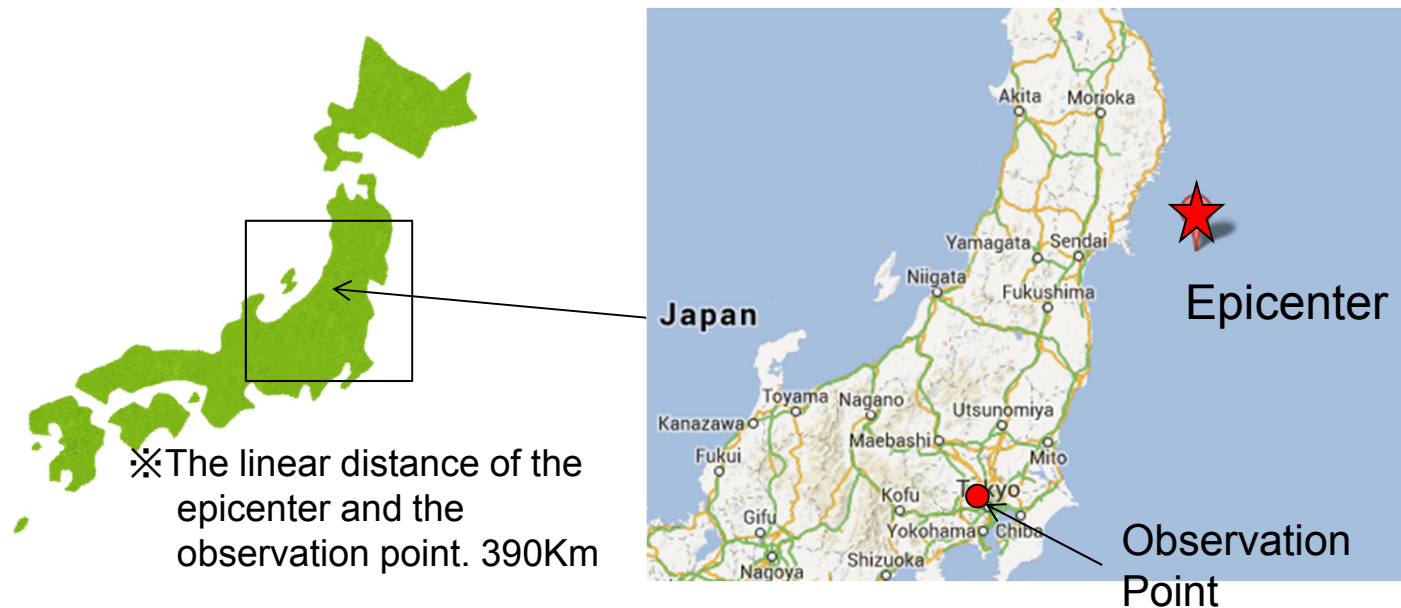 Akita
Morioka
Yamagata
Sendai
Niigata
Fukushima
Epicenter
Japan
Toyama
Nagano
Utsunomiya
Kanazawa
Maebashi
Mito
Fukui
※The linear distance of the
epicenter and the
observation point. 390Km
Kofu
Tokyo
Gifu
Yokohama
Chiba
Shizuoka
Nagoya
Observation
Point